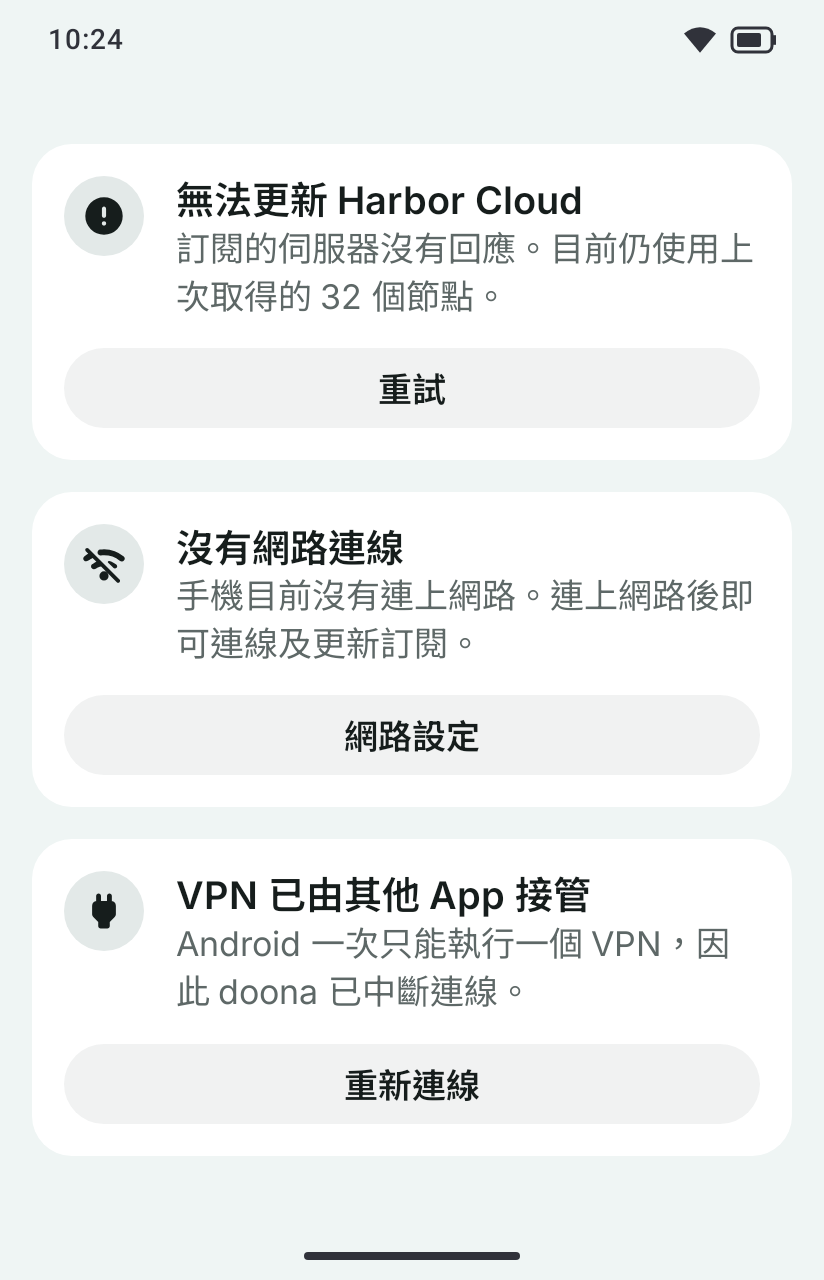 10:24
無法更新 Harbor Cloud
訂閱的伺服器沒有回應。目前仍使用上
次取得的 32 個節點。
重試
沒有網路連線
手機目前沒有連上網路。連上網路後即
可連線及更新訂閱。
網路設定
VPN 已由其他 App 接管
Android 一次只能執行一個 VPN，因
此 doona 已中斷連線。
重新連線